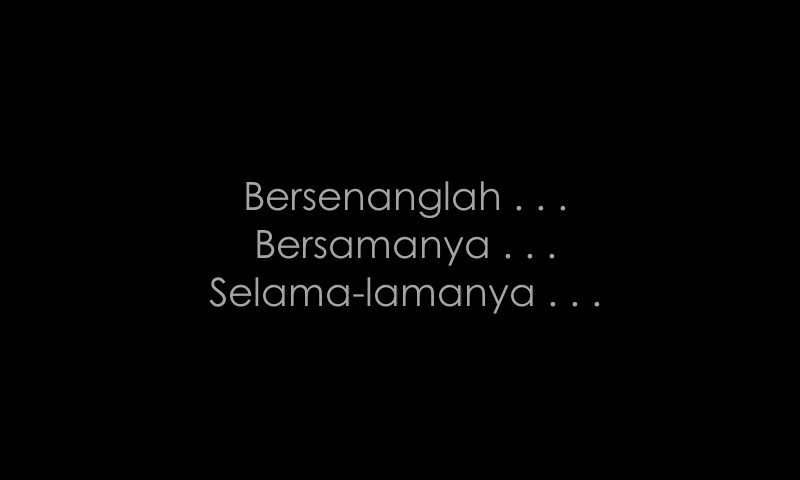 Bersenanglah . . .
Bersamanya . . .
Selama-lamanya . . .